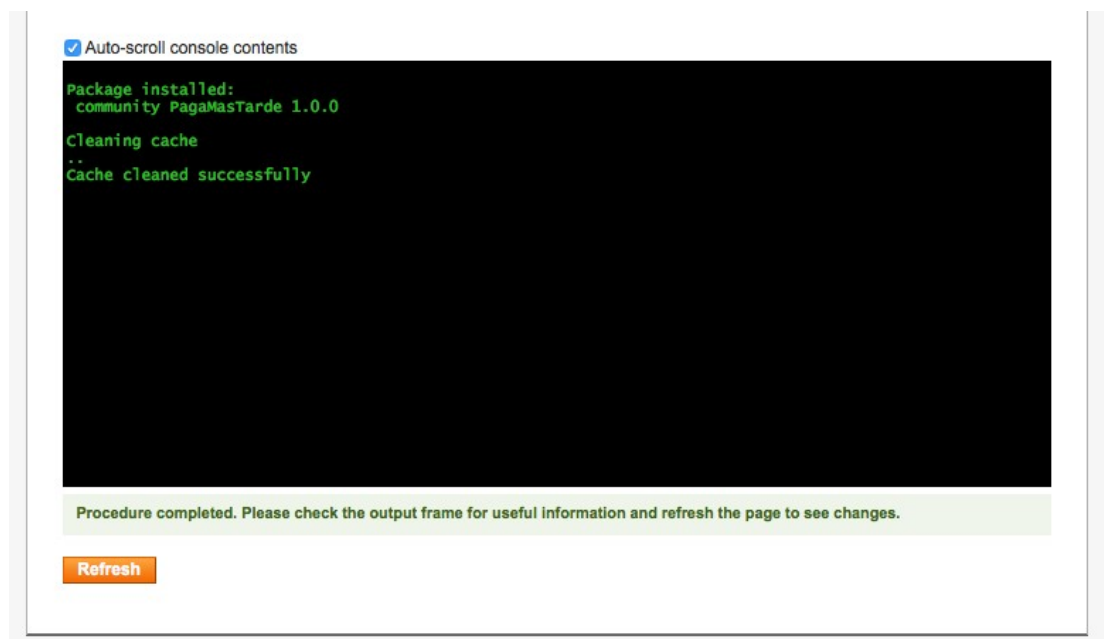 Auto-scroll console contents
Package installed:
community PagaMasTarde 1.0.0
Cleaning cache
..
Cache cleaned successfully
Procedure completed. Please check the output frame for useful information and refresh the page to see changes.
Refresh